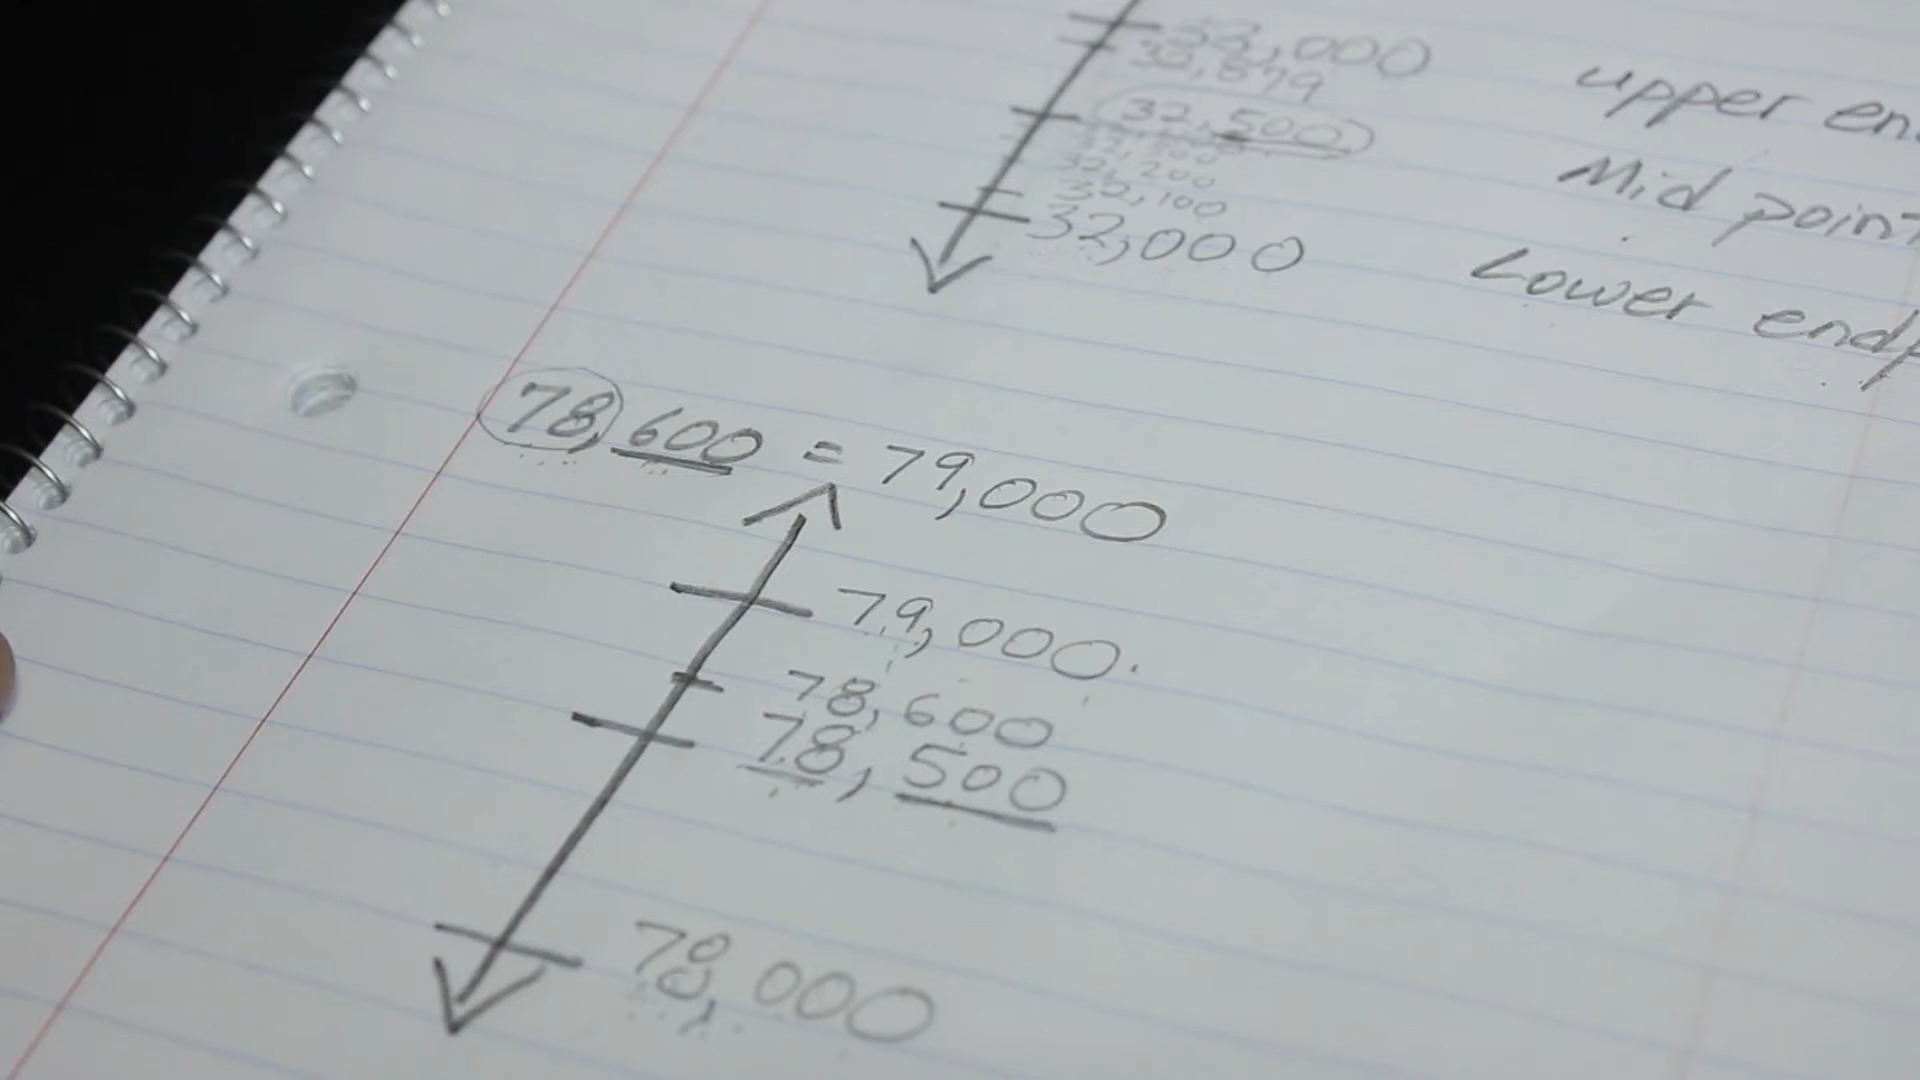 33,000 upper en
32,879
32,500 Mid point
32,200
32,100
32,000 Lower endp
78,600 = 79,000
79,000.
78,600
78,500
78,000